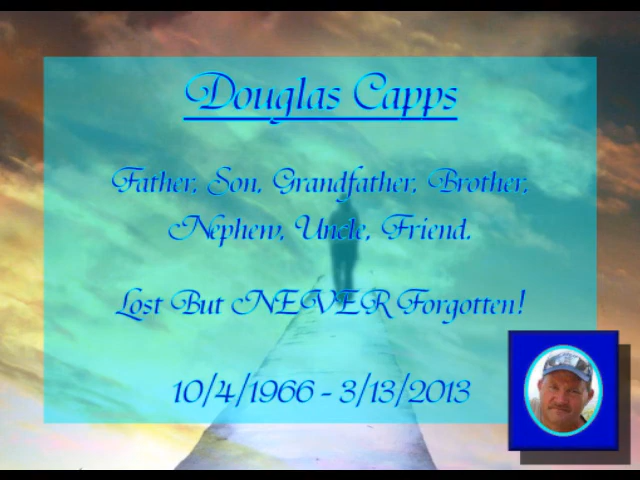 Douglas Capps
Father, Son, Grandfather, Brother,
Nephew, Uncle, Friend.
Lost But NEVER Forgotten!
10/4/1966 - 3/13/2013